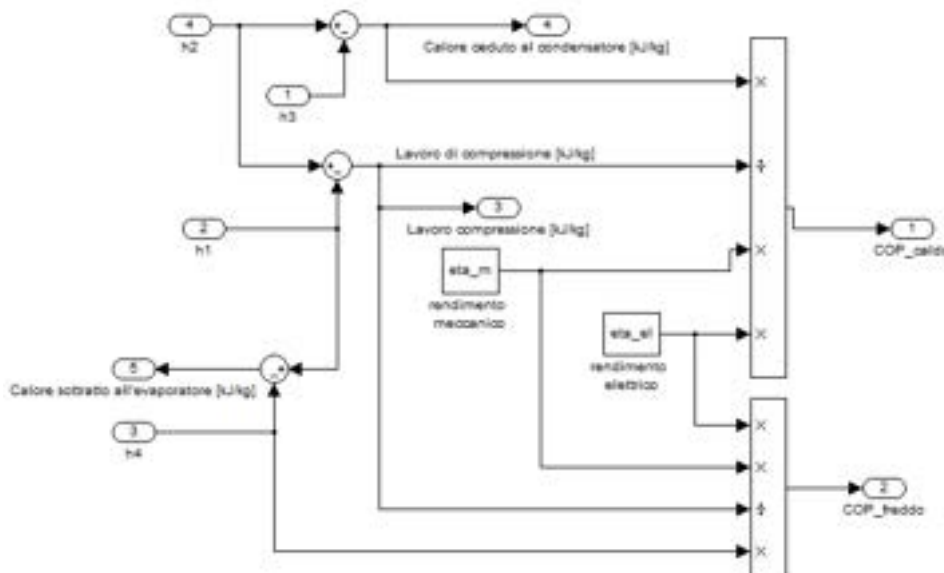 4
h2
4
Calore ceduto al condensatore [kJ/kg]
1
h3
Lavoro di compressione [kJ/kg]
2
h1
3
Lavoro compressione [kJ/kg]
1
COP_caldo
eta_m
rendimento
meccanico
eta_el
rendimento
elettrico
5
Calore sottratto all'evaporatore [kJ/kg]
3
h4
2
COP_freddo